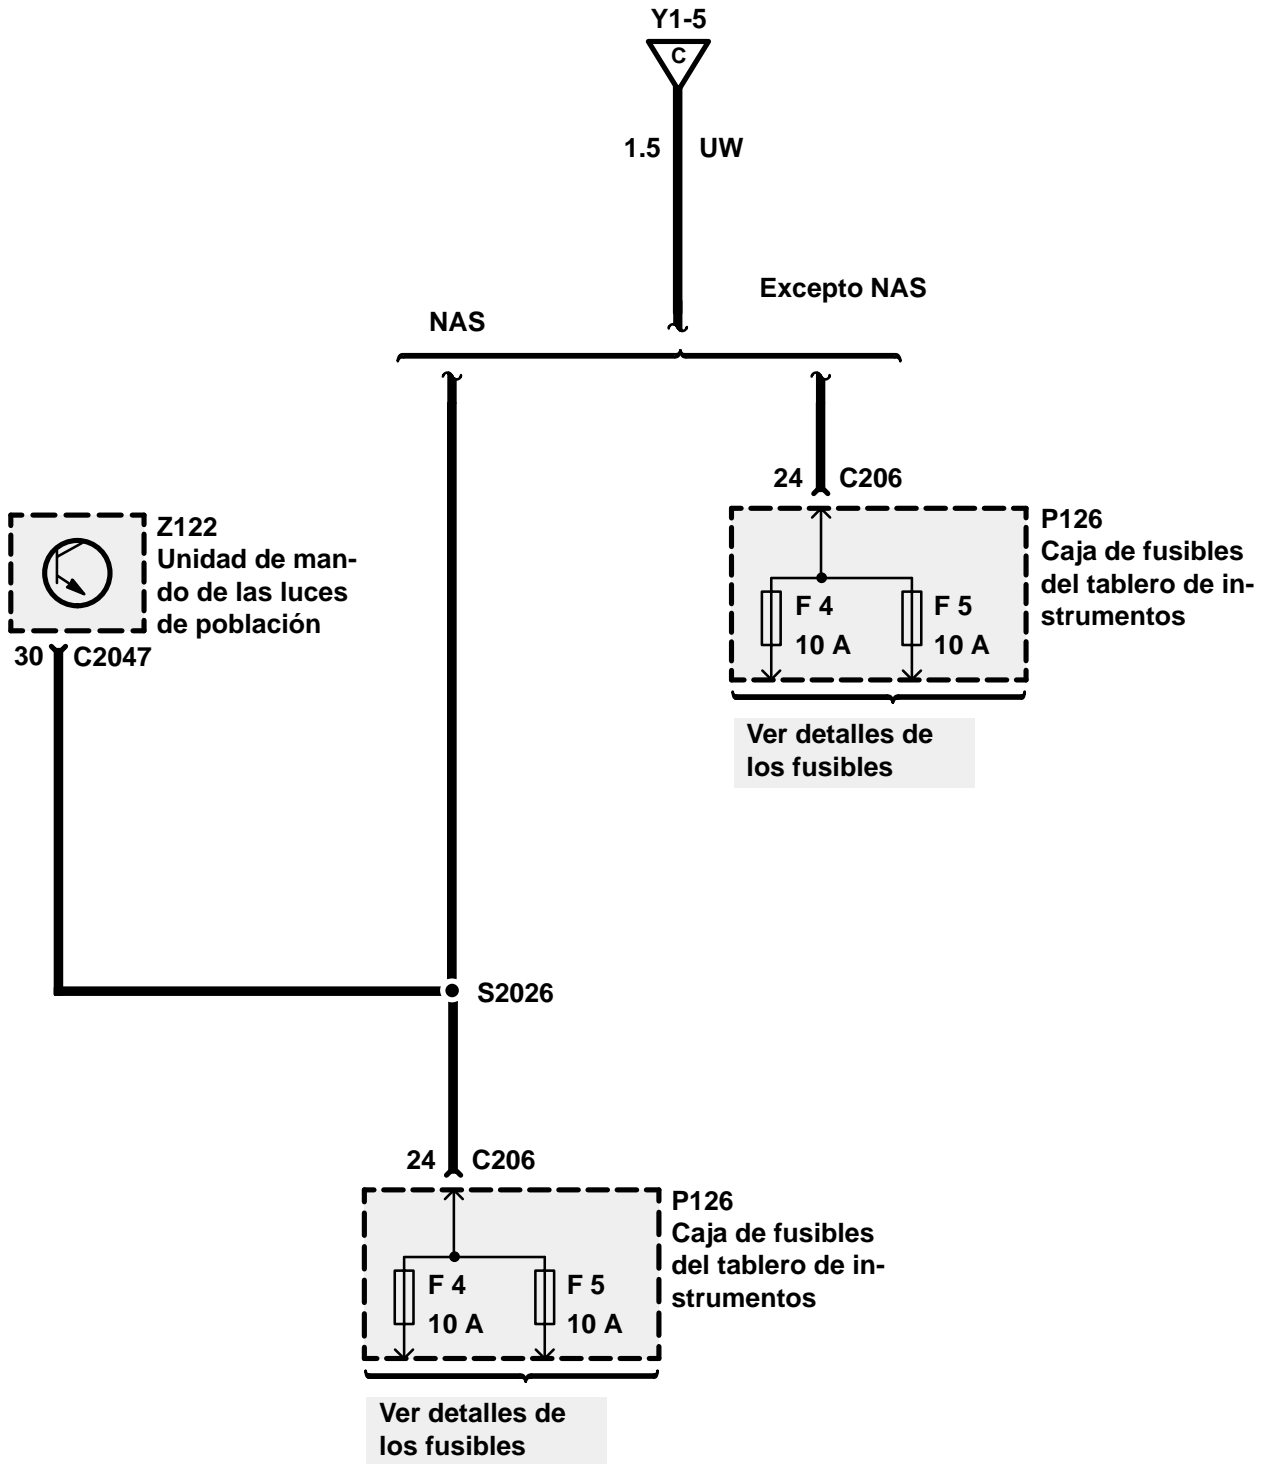 Y1-5
C
1.5 UW
Excepto NAS
NAS
24 C206
P126
Caja de fusibles
del tablero de in-
strumentos
F 4
10 A
F 5
10 A
Ver detalles de
los fusibles
Z122
Unidad de man-
do de las luces
de población
30 C2047
S2026
24 C206
P126
Caja de fusibles
del tablero de in-
strumentos
F 4
10 A
F 5
10 A
Ver detalles de
los fusibles